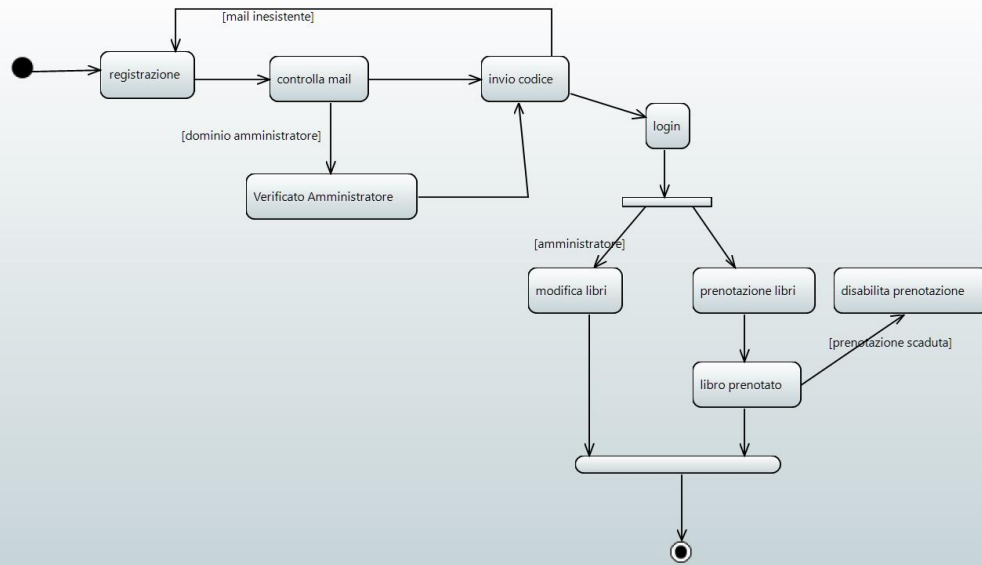 [mail inesistente]
registrazione
controlla mail
invio codice
login
[dominio amministratore]
Verificato Amministratore
[amministratore]
modifica libri
prenotazione libri
disabilita prenotazione
[prenotazione scaduta]
libro prenotato